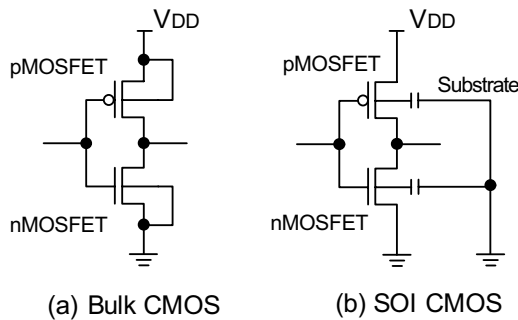 VDD
pMOSFET
nMOSFET
(a) Bulk CMOS
VDD
pMOSFET
Substrate
nMOSFET
(b) SOI CMOS